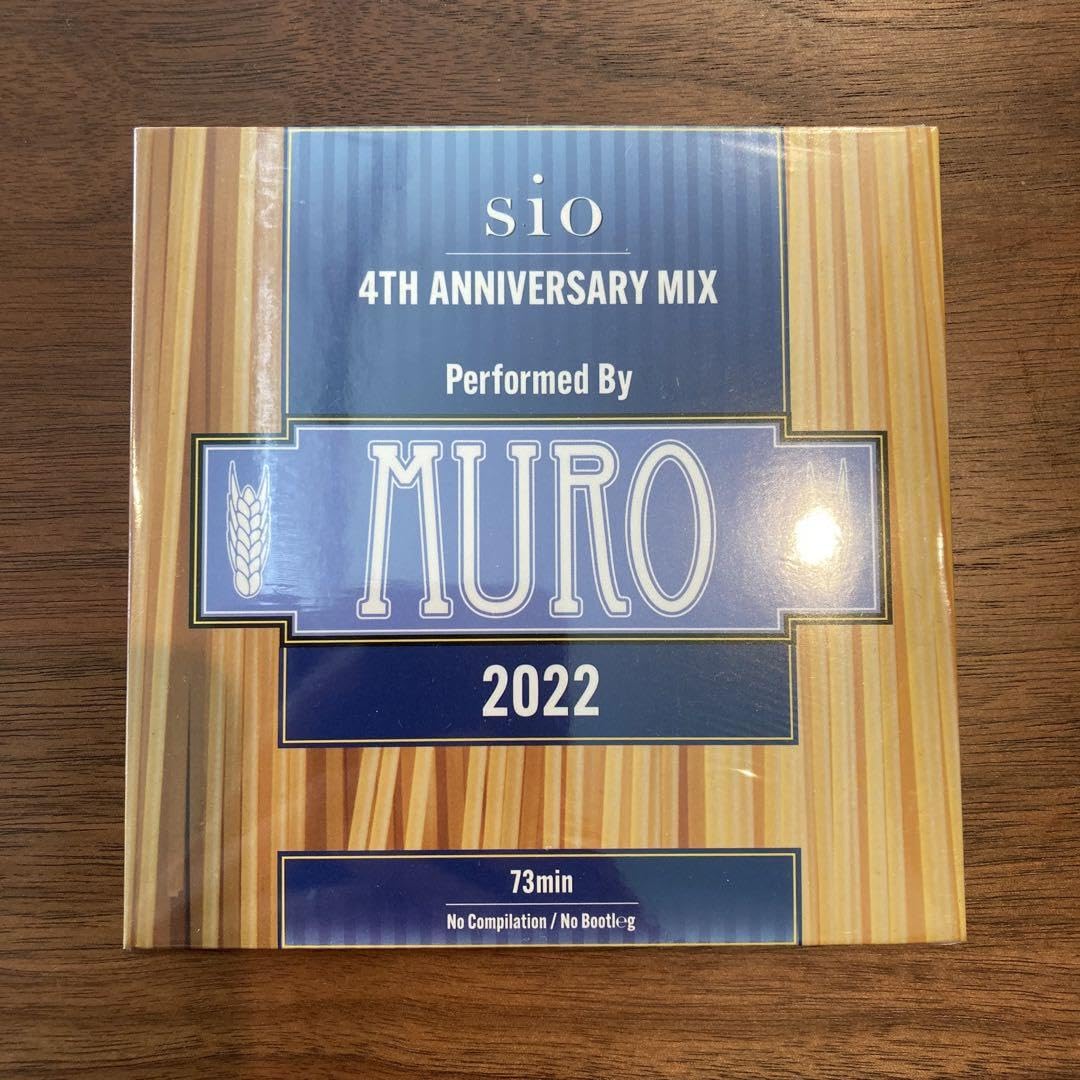 sio
4TH ANNIVERSARY MIX
Performed By
MURO
2022
73min
No Compilation / No Bootleg